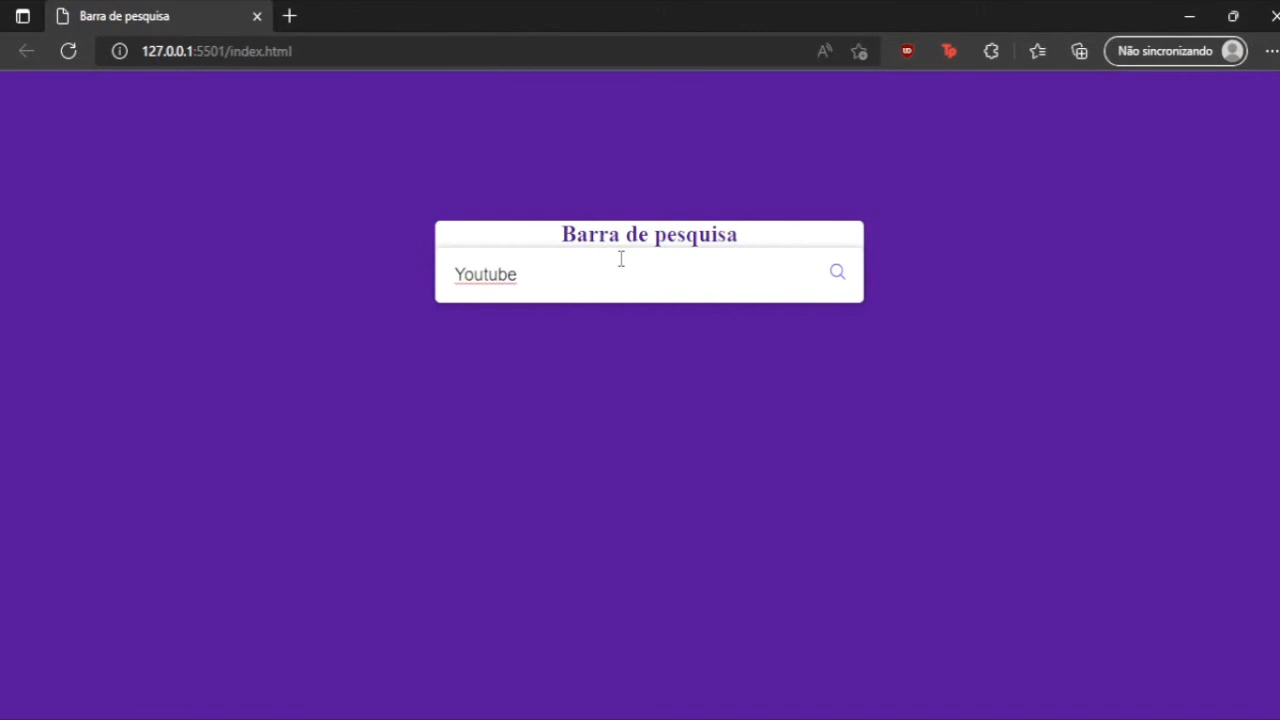 Barra de pesquisa
127.0.0.1:5501/index.html
Não sincronizando
Barra de pesquisa
Youtube